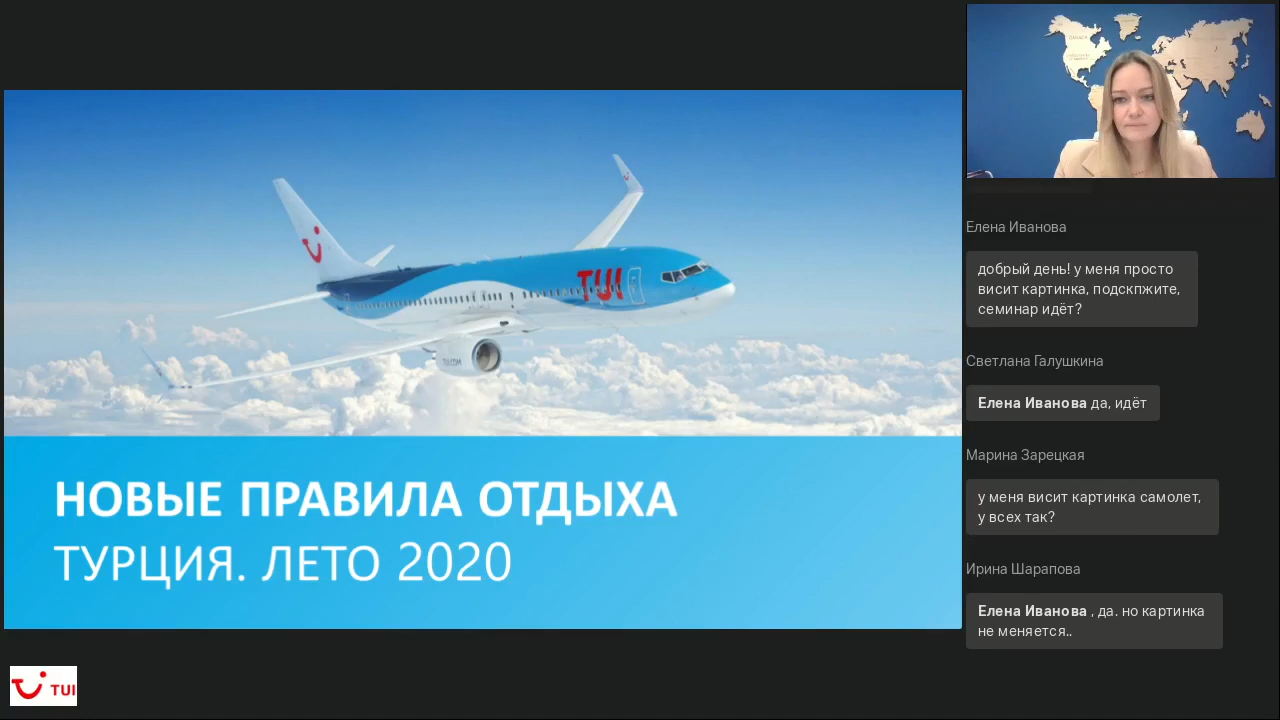 TUI
TUI.COM
НОВЫЕ ПРАВИЛА ОТДЫХА
ТУРЦИЯ. ЛЕТО 2020
TUI
Елена Иванова
добрый день! у меня просто
висит картинка, подскпжите,
семинар идёт?
Светлана Галушкина
Елена Иванова да, идёт
Марина Зарецкая
у меня висит картинка самолет,
у всех так?
Ирина Шарапова
Елена Иванова , да. но картинка
не меняется..